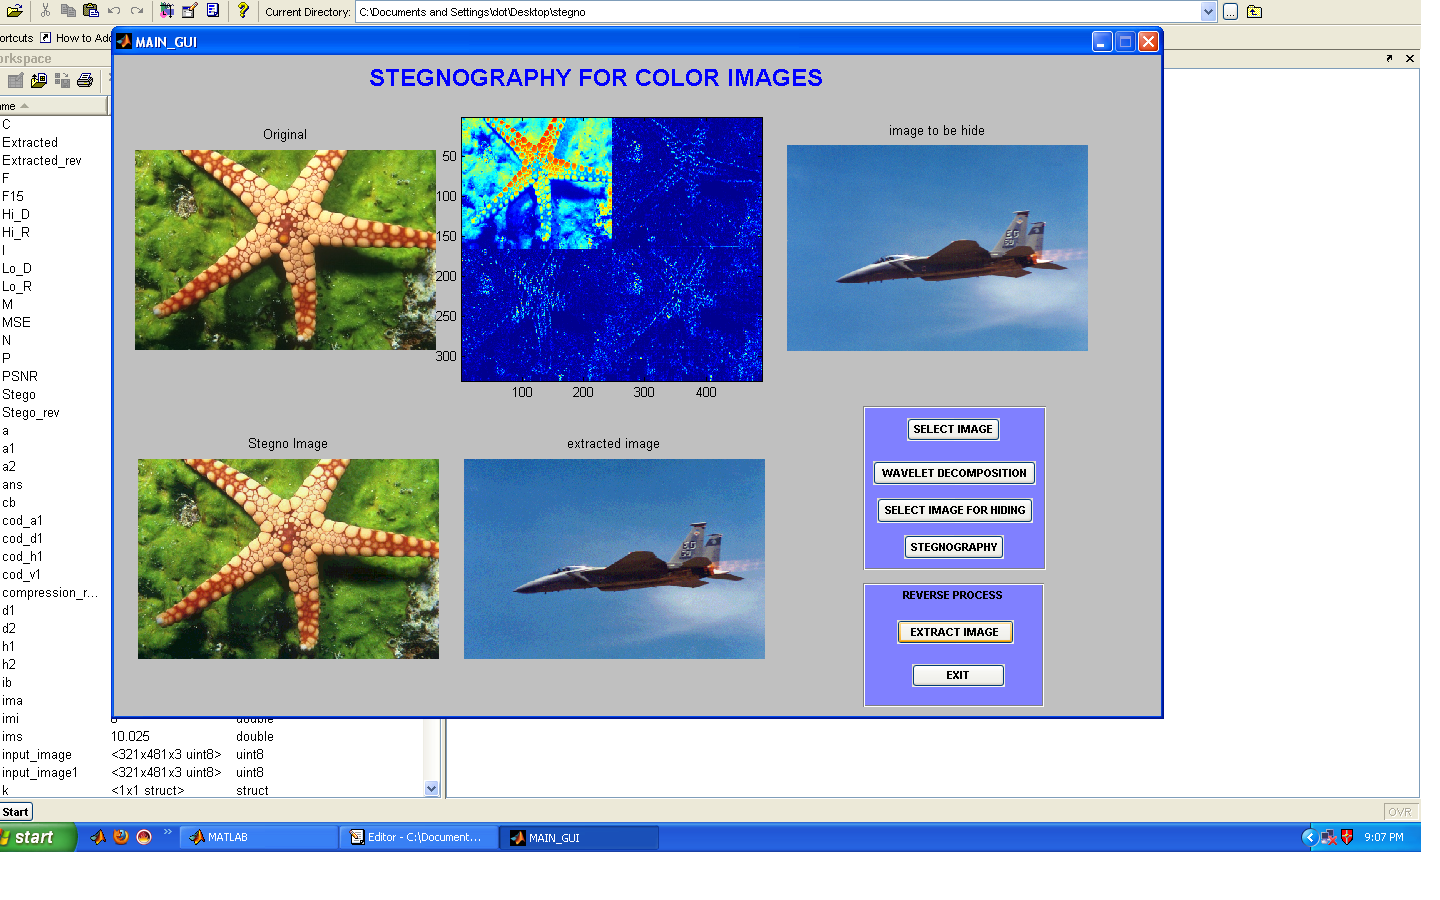 Current Directory: C:\Documents and Settings\dot\Desktop\stegno
ortcuts How to Add
orkspace
MAIN_GUI
STEGNOGRAPHY FOR COLOR IMAGES
ame
C
Extracted
Extracted_rev
F
F15
Hi_D
Hi_R
I
Lo_D
Lo_R
M
MSE
N
P
PSNR
Stego
Stego_rev
a
a1
a2
ans
cb
cod_a1
cod_d1
cod_h1
cod_v1
compression_r...
d1
d2
h1
h2
ib
ima
imi 8 double
ims 10.025 double
input_image <321x481x3 uint8> uint8
input_image1 <321x481x3 uint8> uint8
k <1x1 struct> struct
Original
50
100
150
200
250
300
100 200 300 400
image to be hide
EG
Stegno Image
extracted image
EG
SELECT IMAGE
WAVELET DECOMPOSITION
SELECT IMAGE FOR HIDING
STEGNOGRAPHY
REVERSE PROCESS
EXTRACT IMAGE
EXIT
Start
OVR
start
MATLAB
Editor - C:\Document...
MAIN_GUI
9:07 PM